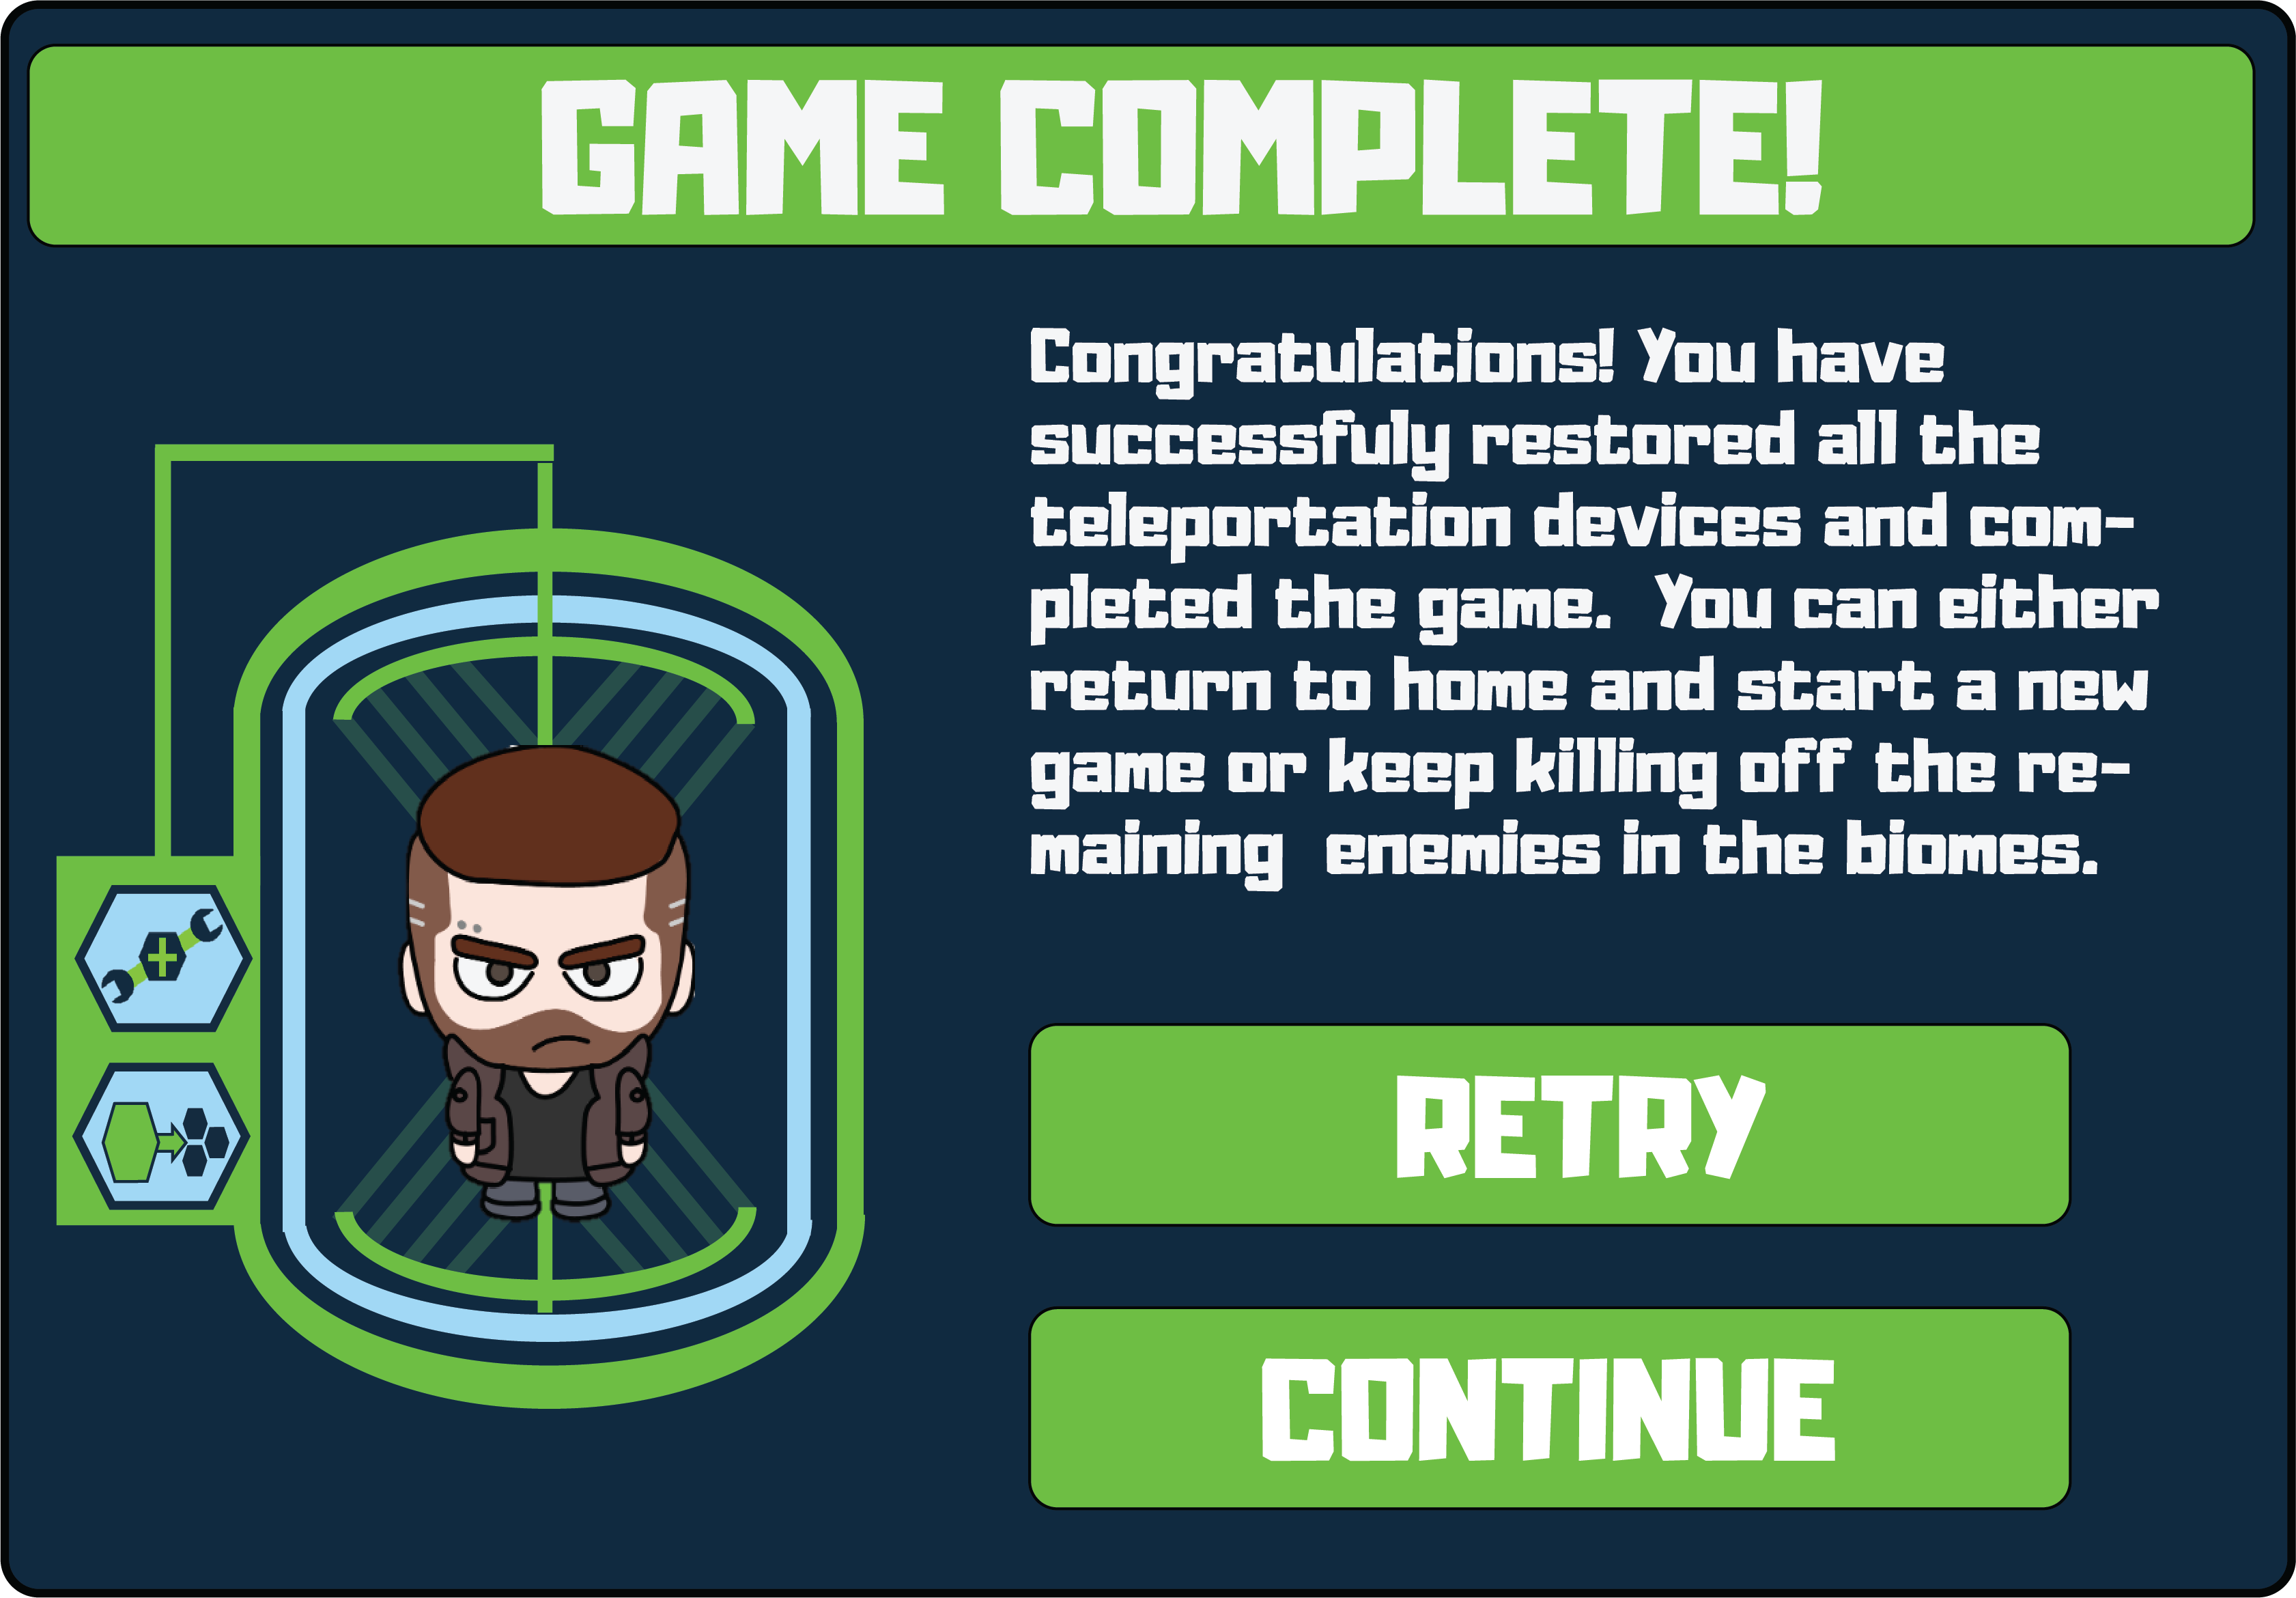 GAME COMPLETE!
Congratulations! You have
successfuly restored all the
teleportation devices and com-
pleted the game. You can either
return to home and start a new
game or keep killing off the re-
maining enemies in the biomes.
RETRY
CONTINUE